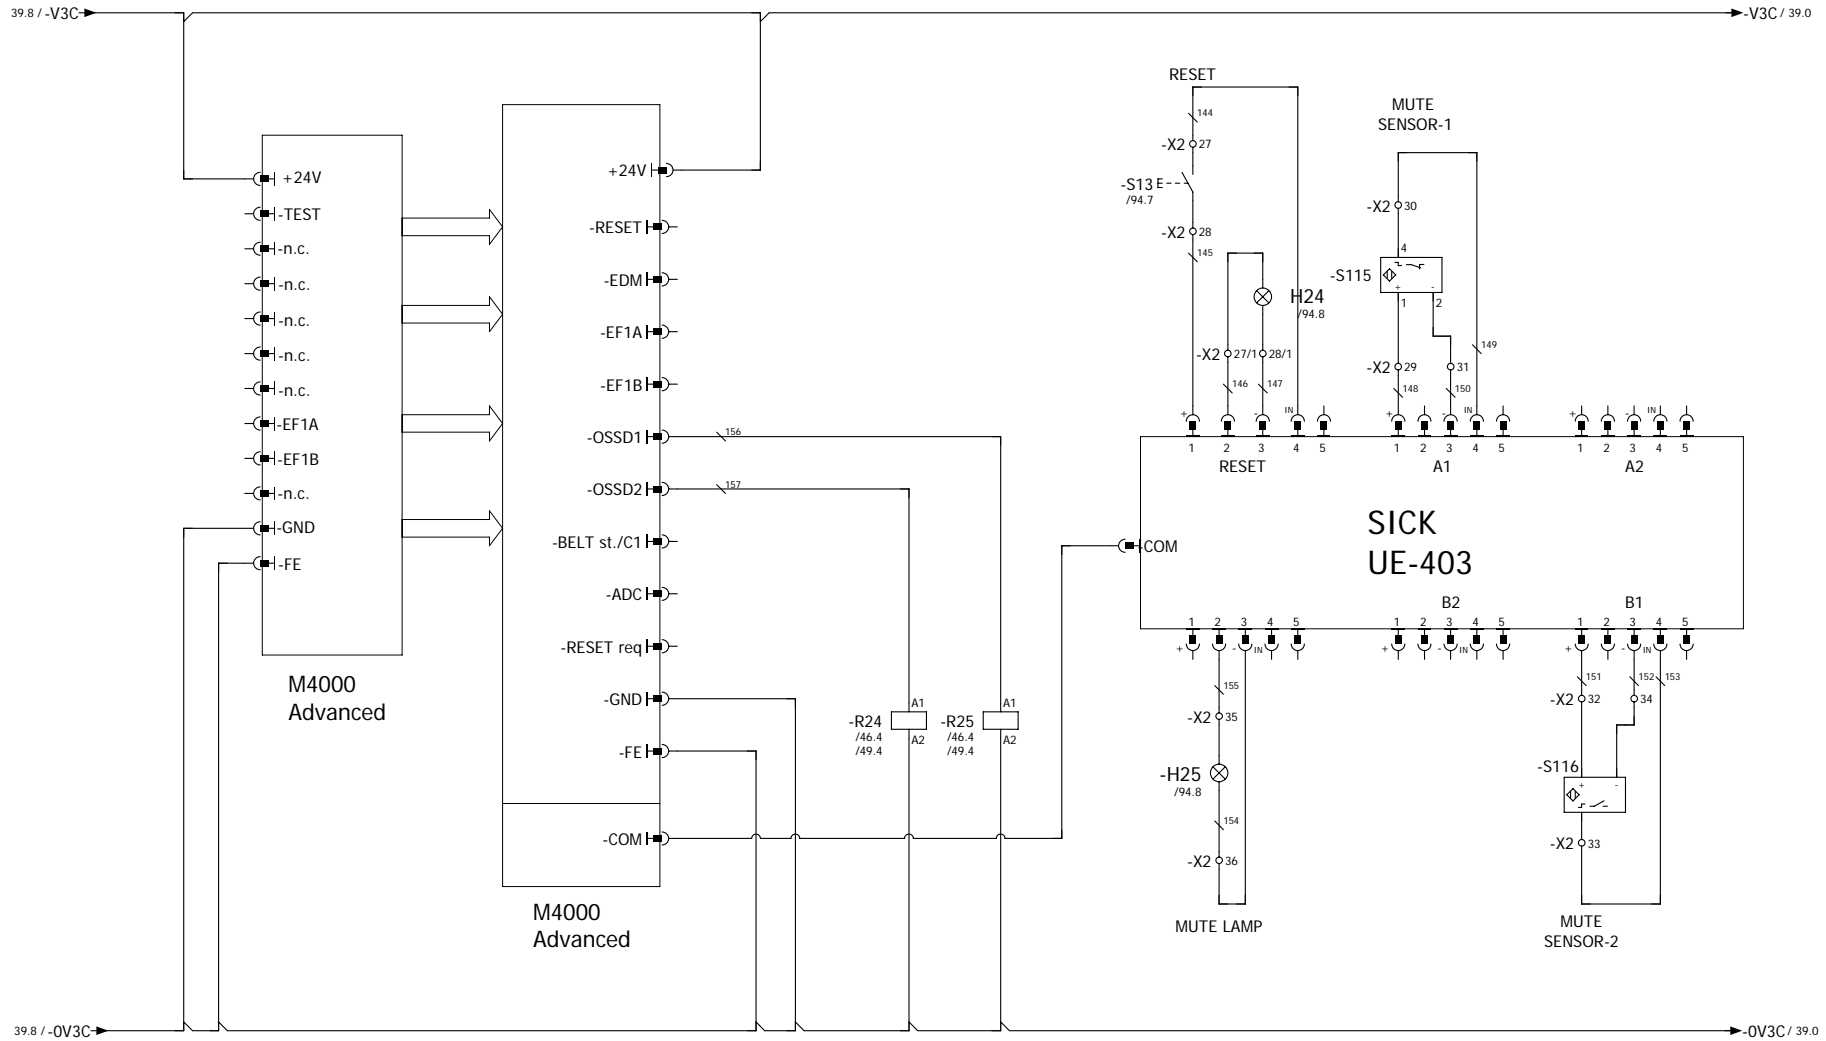 39.8 / -V3C
-V3C / 39.0
+24V
-TEST
-n.c.
-n.c.
-n.c.
-n.c.
-n.c.
-EF1A
-EF1B
-n.c.
-GND
-FE
M4000
Advanced
+24V
-RESET
-EDM
-EF1A
-EF1B
-OSSD1
-OSSD2
-BELT st./C1
-ADC
-RESET req
-GND
-FE
-COM
M4000
Advanced
156
157
-R24
/46.4
/49.4
A1
A2
-R25
/46.4
/49.4
A1
A2
RESET
144
-X2 27
-S13 E
/94.7
-X2 28
145
H24
/94.8
-X2 27/1 28/1
146 147
MUTE
SENSOR-1
-X2 30
4
-S115
+ -
1 2
-X2 29 31
149
148 150
+ - IN
+ - IN
+ - IN
1 2 3 4 5
1 2 3 4 5
1 2 3 4 5
RESET
A1
A2
SICK
UE-403
COM
B2
B1
1 2 3 4 5
1 2 3 4 5
1 2 3 4 5
+ - IN
+ - IN
+ - IN
155
-X2 35
-H25
/94.8
154
-X2 36
MUTE LAMP
151 152 153
-X2 32 34
-S116
+ -
-X2 33
MUTE
SENSOR-2
39.8 / -0V3C
-0V3C / 39.0